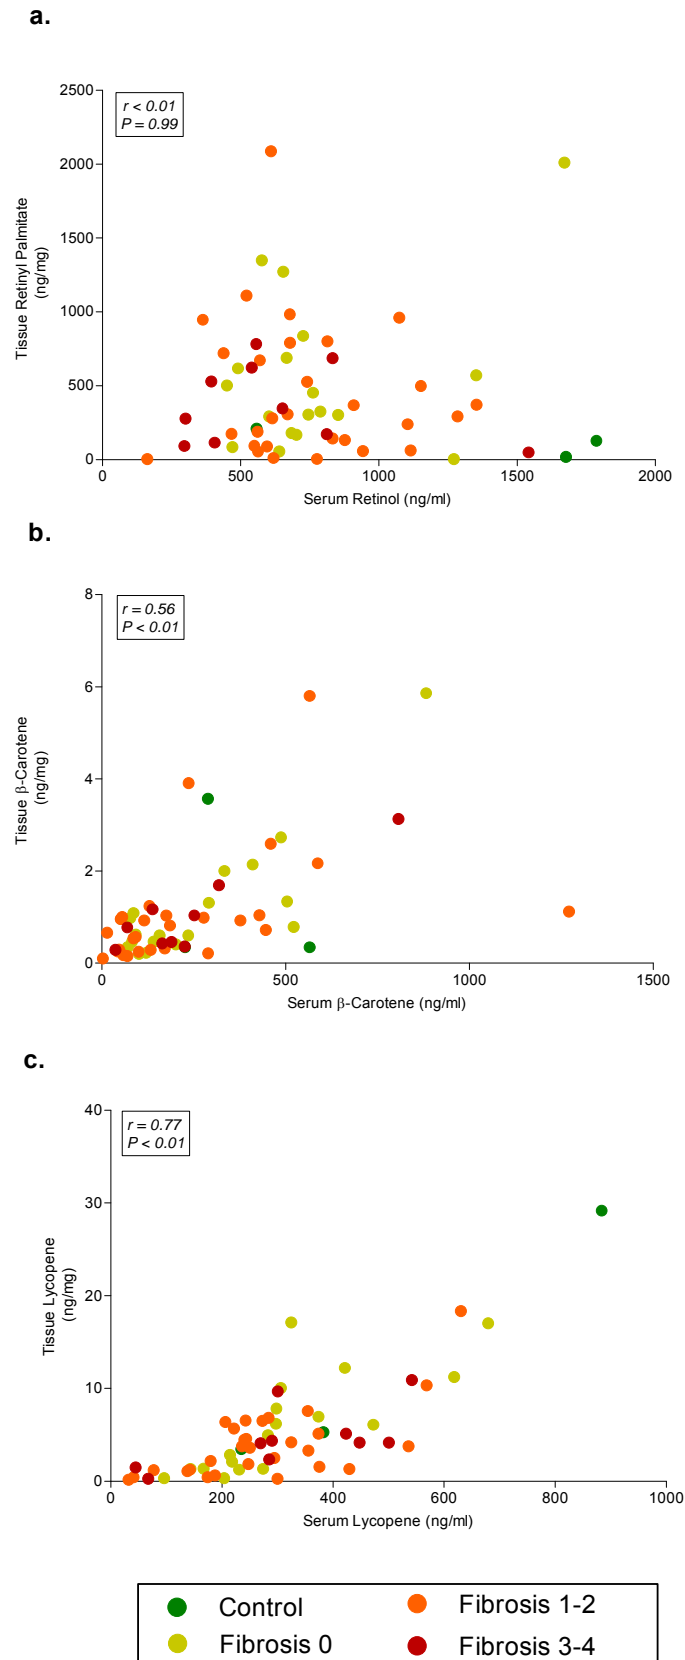 a.
2500
r < 0.01
P = 0.99
2000
1500
1000
500
0
Tissue Retinyl Palmitate
(ng/mg)
0 500 1000 1500 2000
Serum Retinol (ng/ml)
b.
8
r = 0.56
P < 0.01
6
4
2
0
Tissue β-Carotene
(ng/mg)
0 500 1000 1500
Serum β-Carotene (ng/ml)
c.
40
r = 0.77
P < 0.01
30
20
10
0
Tissue Lycopene
(ng/mg)
0 200 400 600 800 1000
Serum Lycopene (ng/ml)
Control Fibrosis 1-2
Fibrosis 0 Fibrosis 3-4